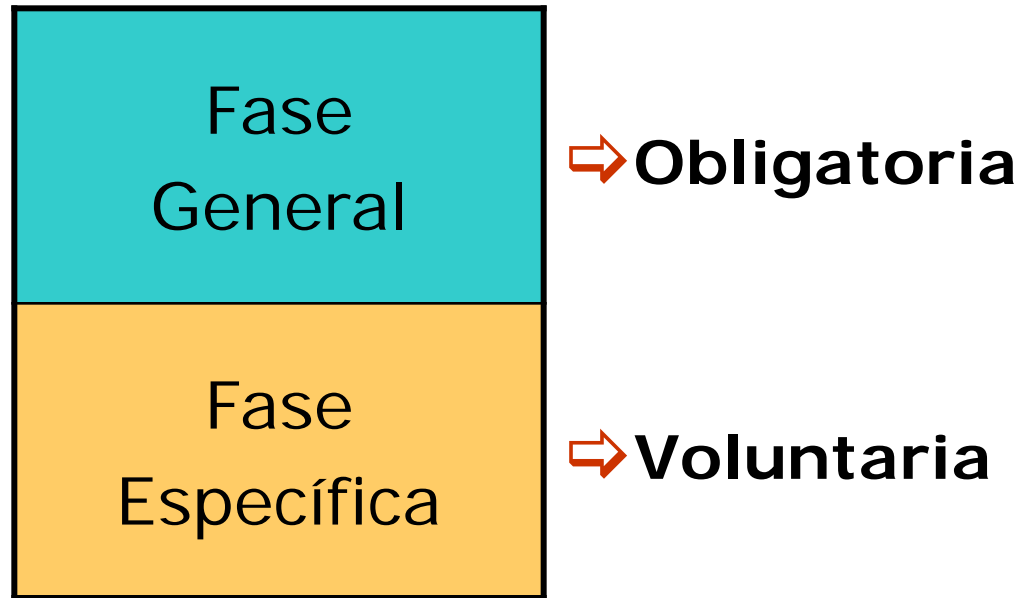 Fase
General
⇨Obligatoria
Fase
Específica
⇨Voluntaria